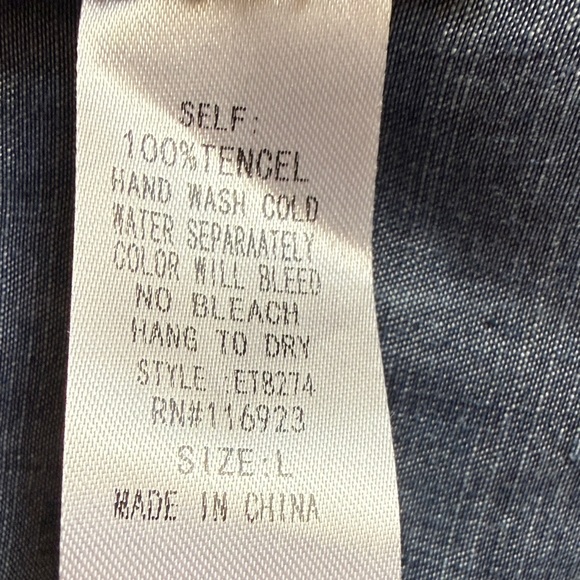 SELF:
100%TENCEL
HAND WASH COLD
WATER SEPARAATELY
COLOR WILL BLEED
NO BLEACH
HANG TO DRY
STYLE :ET8274
RN#116923
SIZE:L
MADE IN CHINA